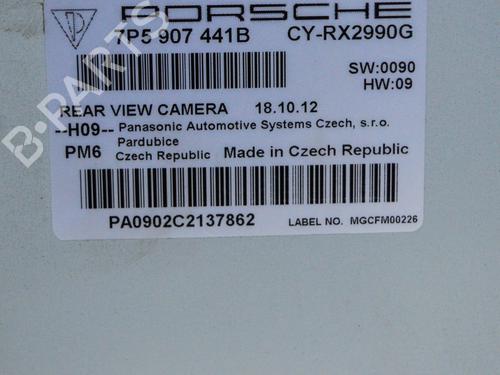 PORSCHE
7P5 907 441B CY-RX2990G
SW:0090
HW:09
REAR VIEW CAMERA 18.10.12
--H09-- Panasonic Automotive Systems Czech, s.r.o.
Pardubice
PM6 Czech Republic Made in Czech Republic
PA0902C2137862 LABEL NO. MGCFM00226
B-PARTS